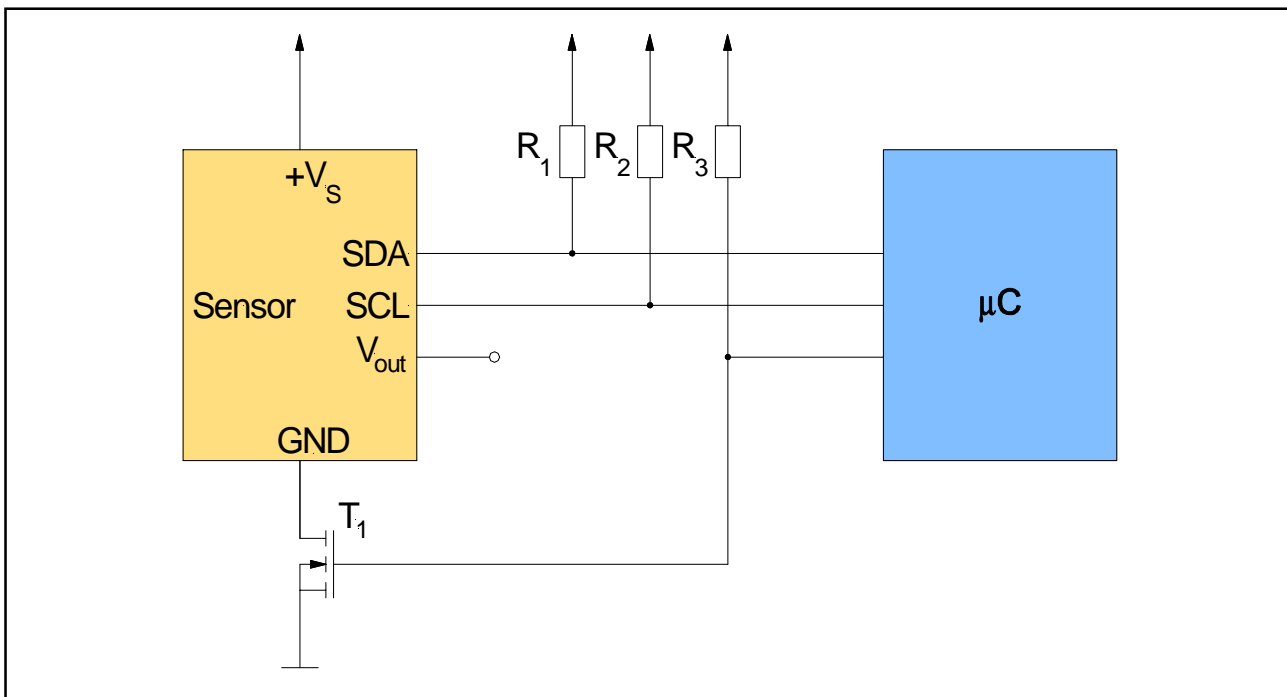 R1 R2 R3
+VS
SDA
Sensor SCL
Vout
GND
T1
μC